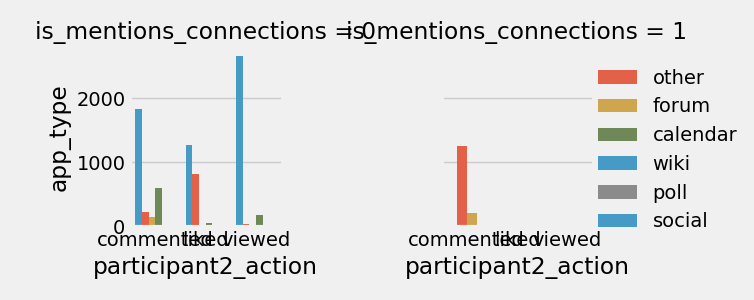 is_mentions_connections = 0
is_mentions_connections = 1
app_type
2000
1000
0
commented
liked
viewed
participant2_action
commented
liked
viewed
participant2_action
other
forum
calendar
wiki
poll
social